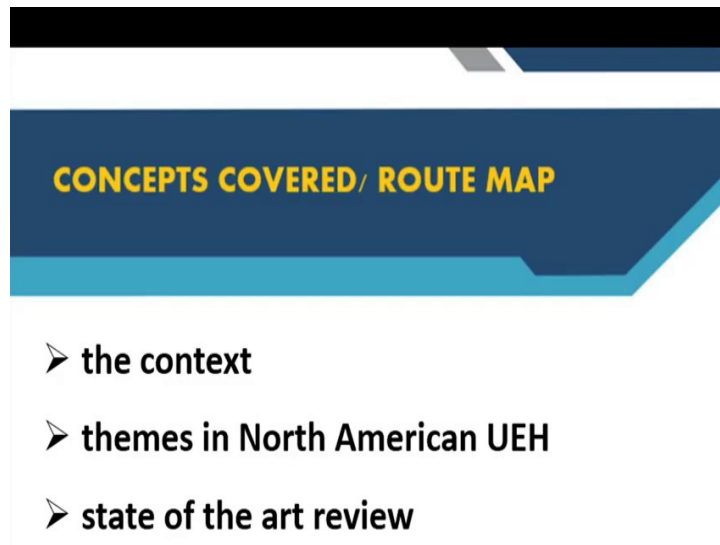 CONCEPTS COVERED/ ROUTE MAP
➢ the context
➢ themes in North American UEH
➢ state of the art review